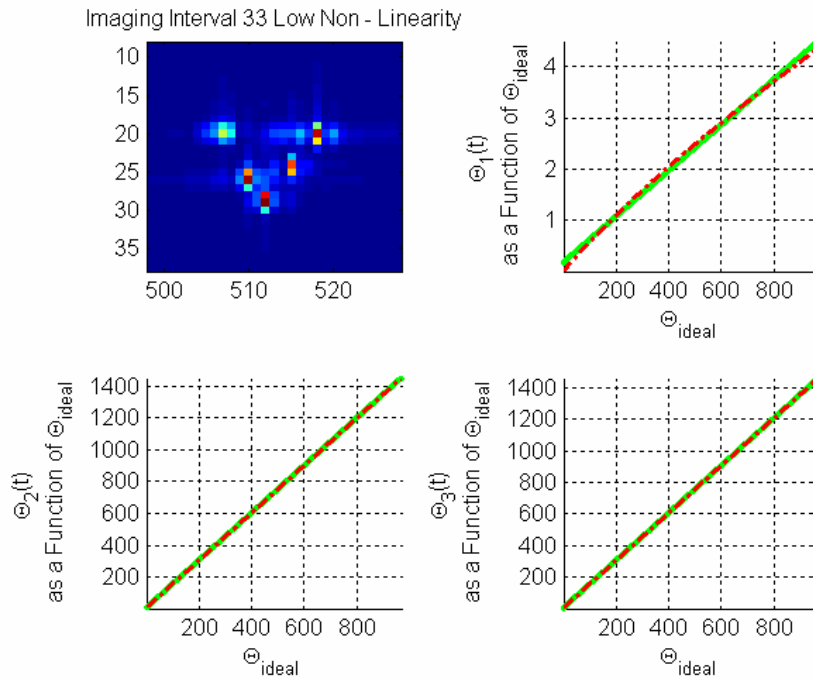 Imaging Interval 33 Low Non - Linearity
10
15
20
25
30
35
500 510 520
Θ1(t)
as a Function of Θideal
4
3
2
1
200 400 600 800
Θideal
Θ2(t)
as a Function of Θideal
1400
1200
1000
800
600
400
200
200 400 600 800
Θideal
Θ3(t)
as a Function of Θideal
1400
1200
1000
800
600
400
200
200 400 600 800
Θideal